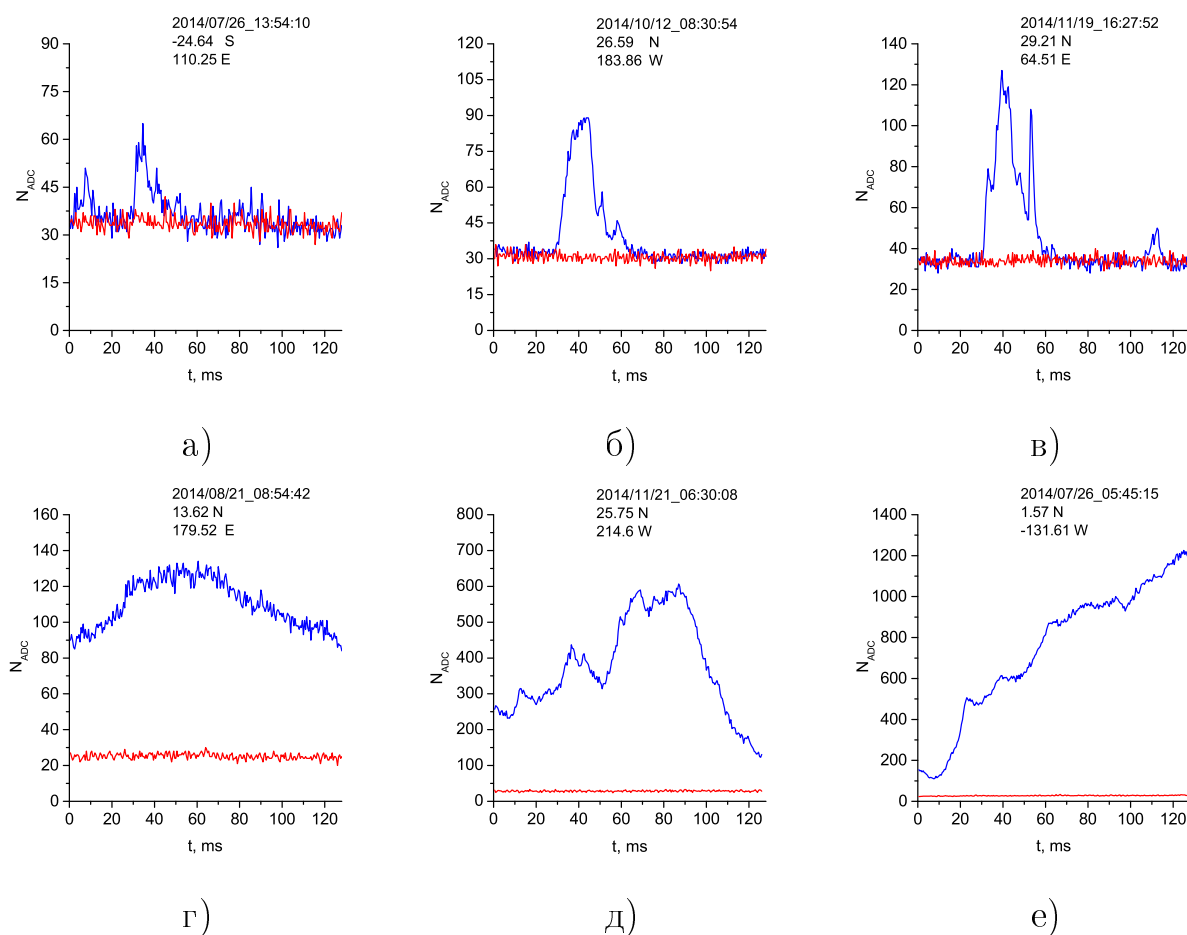 2014/07/26_13:54:10
-24.64 S
110.25 E
90
75
60
45
30
15
0
N_ADC
0 20 40 60 80 100 120
t, ms
а)
2014/10/12_08:30:54
26.59 N
183.86 W
120
105
90
75
60
45
30
15
0
N_ADC
0 20 40 60 80 100 120
t, ms
б)
2014/11/19_16:27:52
29.21 N
64.51 E
140
120
100
80
60
40
20
0
N_ADC
0 20 40 60 80 100 120
t, ms
в)
2014/08/21_08:54:42
13.62 N
179.52 E
160
140
120
100
80
60
40
20
0
N_ADC
0 20 40 60 80 100 120
t, ms
г)
2014/11/21_06:30:08
25.75 N
214.6 W
800
700
600
500
400
300
200
100
0
N_ADC
0 20 40 60 80 100 120
t, ms
д)
2014/07/26_05:45:15
1.57 N
-131.61 W
1400
1200
1000
800
600
400
200
0
N_ADC
0 20 40 60 80 100 120
t, ms
е)